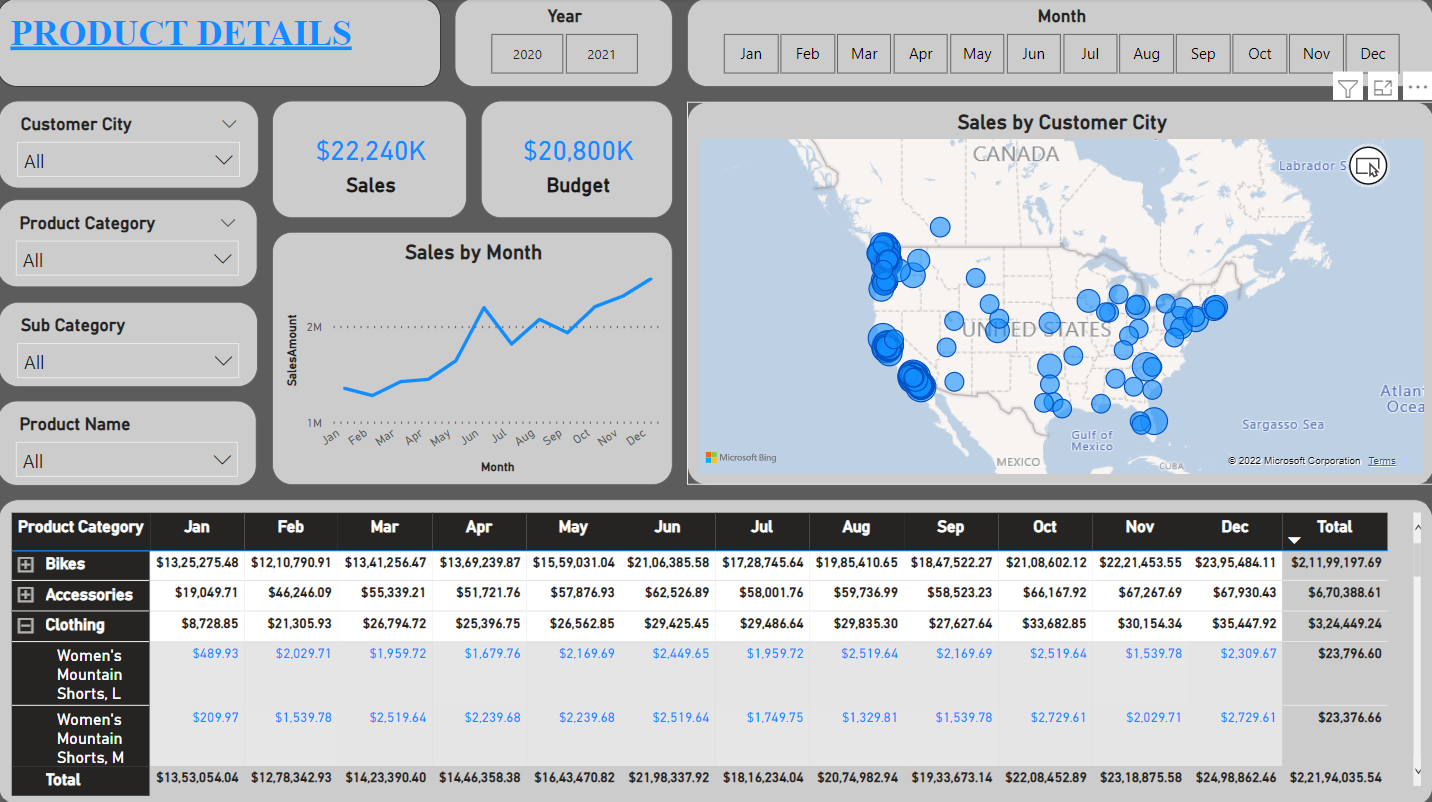 PRODUCT DETAILS
Year
2020 2021
Month
Jan Feb Mar Apr May Jun Jul Aug Sep Oct Nov Dec
Customer City
All
Product Category
All
Sub Category
All
Product Name
All
$22,240K
Sales
$20,800K
Budget
Sales by Month
SalesAmount
2M
1M
Jan Feb Mar Apr May Jun Jul Aug Sep Oct Nov Dec
Month
Sales by Customer City
CANADA
Labrador S
UNITED STATES
Atlan
Ocea
Sargasso Sea
Gulf of
Mexico
MEXICO
CUBA
Microsoft Bing
© 2022 Microsoft Corporation Terms
Product Category Jan Feb Mar Apr May Jun Jul Aug Sep Oct Nov Dec Total
Bikes $13,25,275.48 $12,10,790.91 $13,41,256.47 $13,69,239.87 $15,59,031.04 $21,06,385.58 $17,28,745.64 $19,85,410.65 $18,47,522.27 $21,08,602.12 $22,21,453.55 $23,95,484.11 $2,11,99,197.69
Accessories $19,049.71 $46,246.09 $55,339.21 $51,721.76 $57,876.93 $62,526.89 $58,001.76 $59,736.99 $58,523.23 $66,167.92 $67,267.69 $67,930.43 $6,70,388.61
Clothing $8,728.85 $21,305.93 $26,794.72 $25,396.75 $26,562.85 $29,425.45 $29,486.64 $29,835.30 $27,627.64 $33,682.85 $30,154.34 $35,447.92 $3,24,449.24
Women's $489.93 $2,029.71 $1,959.72 $1,679.76 $2,169.69 $2,449.65 $1,959.72 $2,519.64 $2,169.69 $2,519.64 $1,539.78 $2,309.67 $23,796.60
Mountain
Shorts, L
Women's $209.97 $1,539.78 $2,519.64 $2,239.68 $2,239.68 $2,519.64 $1,749.75 $1,329.81 $1,539.78 $2,729.61 $2,029.71 $2,729.61 $23,376.66
Mountain
Shorts, M
Total $13,53,054.04 $12,78,342.93 $14,23,390.40 $14,46,358.38 $16,43,470.82 $21,98,337.92 $18,16,234.04 $20,74,982.94 $19,33,673.14 $22,08,452.89 $23,18,875.58 $24,98,862.46 $2,21,94,035.54